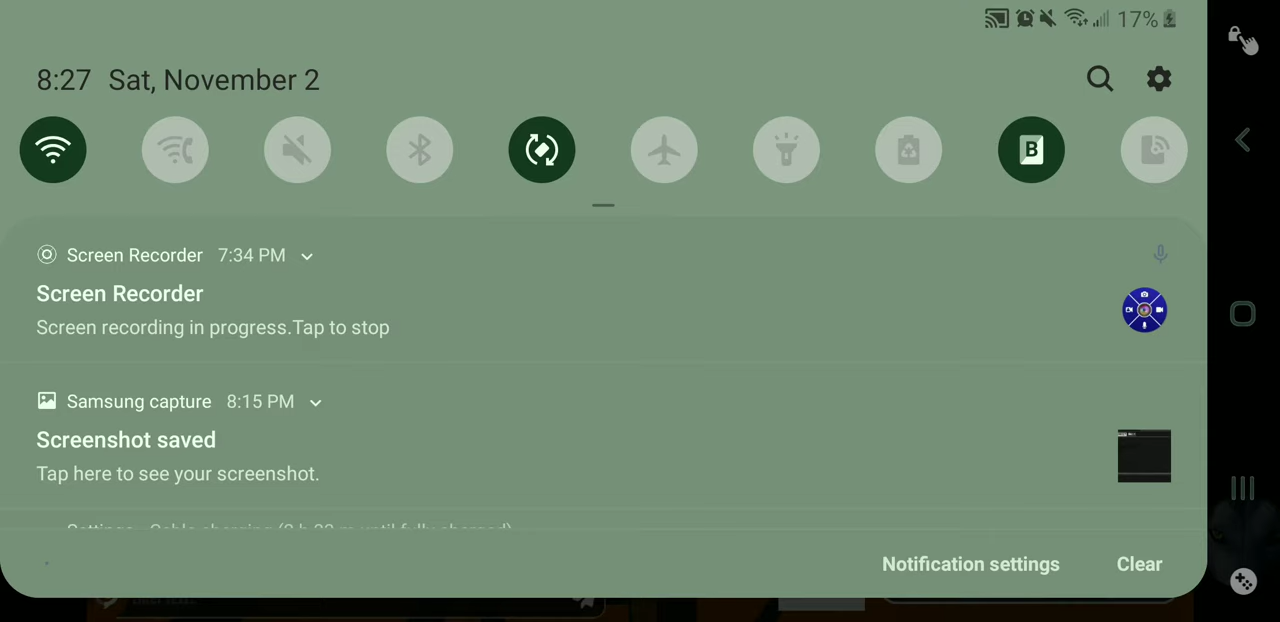 17%
8:27 Sat, November 2
B
Screen Recorder 7:34 PM
Screen Recorder
Screen recording in progress.Tap to stop
Samsung capture 8:15 PM
Screenshot saved
Tap here to see your screenshot.
Notification settings Clear